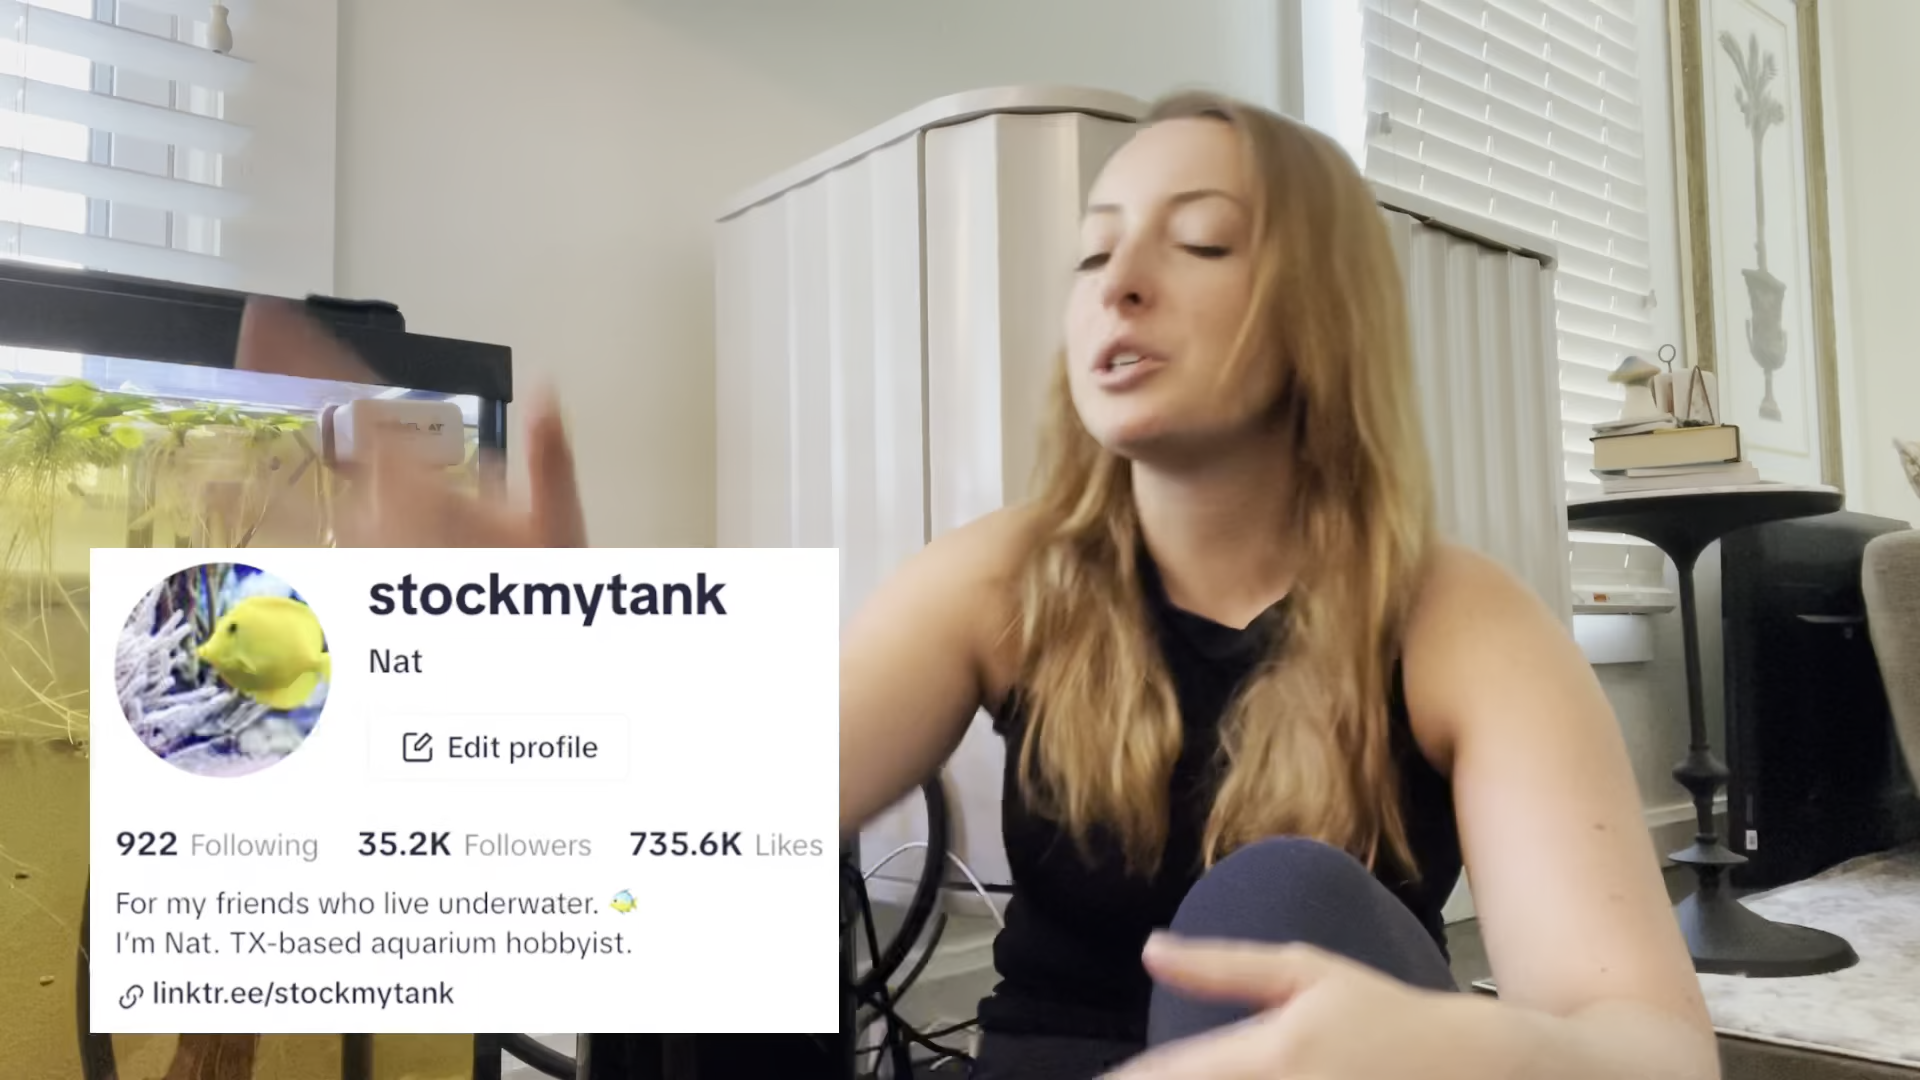 stockmytank
Nat
Edit profile
922 Following 35.2K Followers 735.6K Likes
For my friends who live underwater. 🐠
I'm Nat. TX-based aquarium hobbyist.
linktr.ee/stockmytank